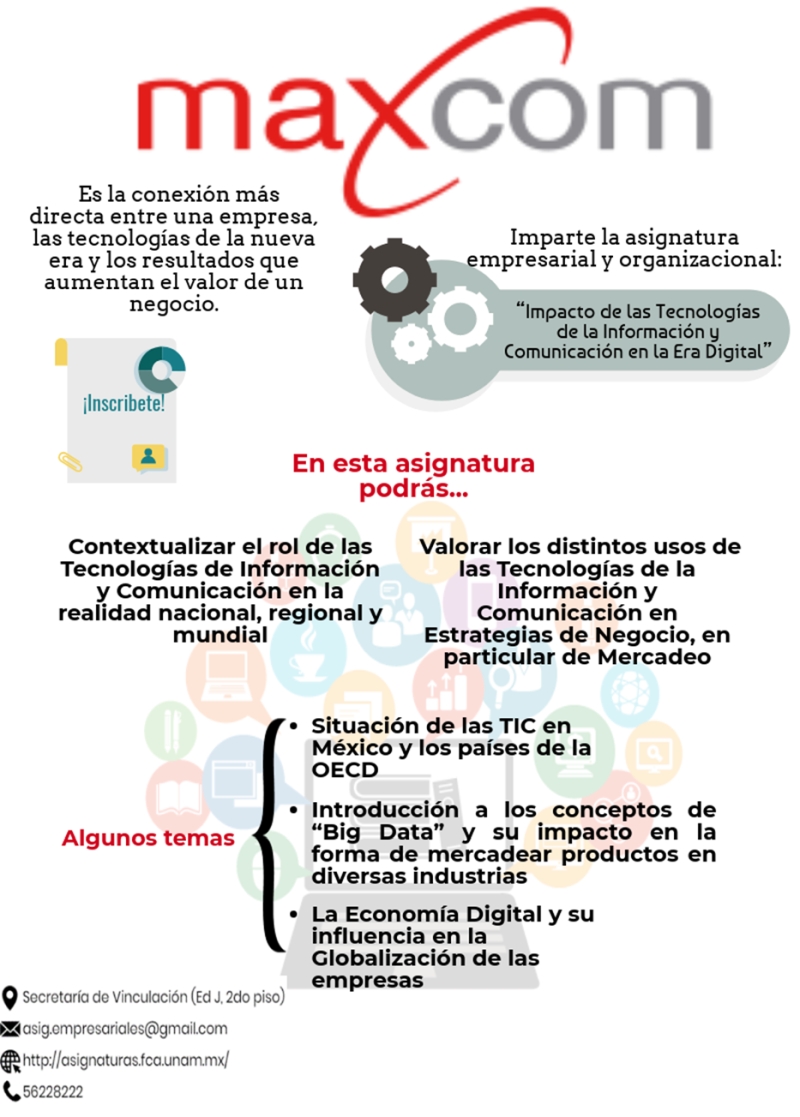 maxcom
Es la conexión más
directa entre una empresa,
las tecnologías de la nueva
era y los resultados que
aumentan el valor de un
negocio.
Imparte la asignatura
empresarial y organizacional:
“Impacto de las Tecnologías
de la Información y
Comunicación en la Era Digital”
¡Inscribete!
En esta asignatura
podrás...
Contextualizar el rol de las
Tecnologías de Información
y Comunicación en la
realidad nacional, regional y
mundial
Valorar los distintos usos de
las Tecnologías de la
Información y
Comunicación en
Estrategias de Negocio, en
particular de Mercadeo
Algunos temas
• Situación de las TIC en
México y los países de la
OECD
• Introducción a los conceptos de
“Big Data” y su impacto en la
forma de mercadear productos en
diversas industrias
• La Economía Digital y su
influencia en la
Globalización de las
empresas
Secretaría de Vinculación (Ed J, 2do piso)
asig.empresariales@gmail.com
http://asignaturas.fca.unam.mx/
56228222